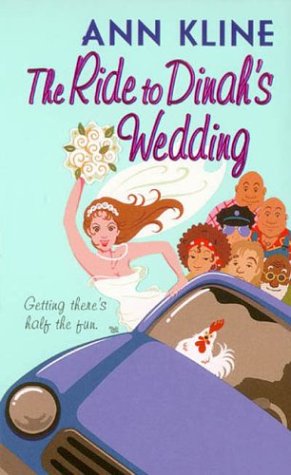 ANN KLINE
The Ride to Dinah's
Wedding
Getting there's
half the fun.